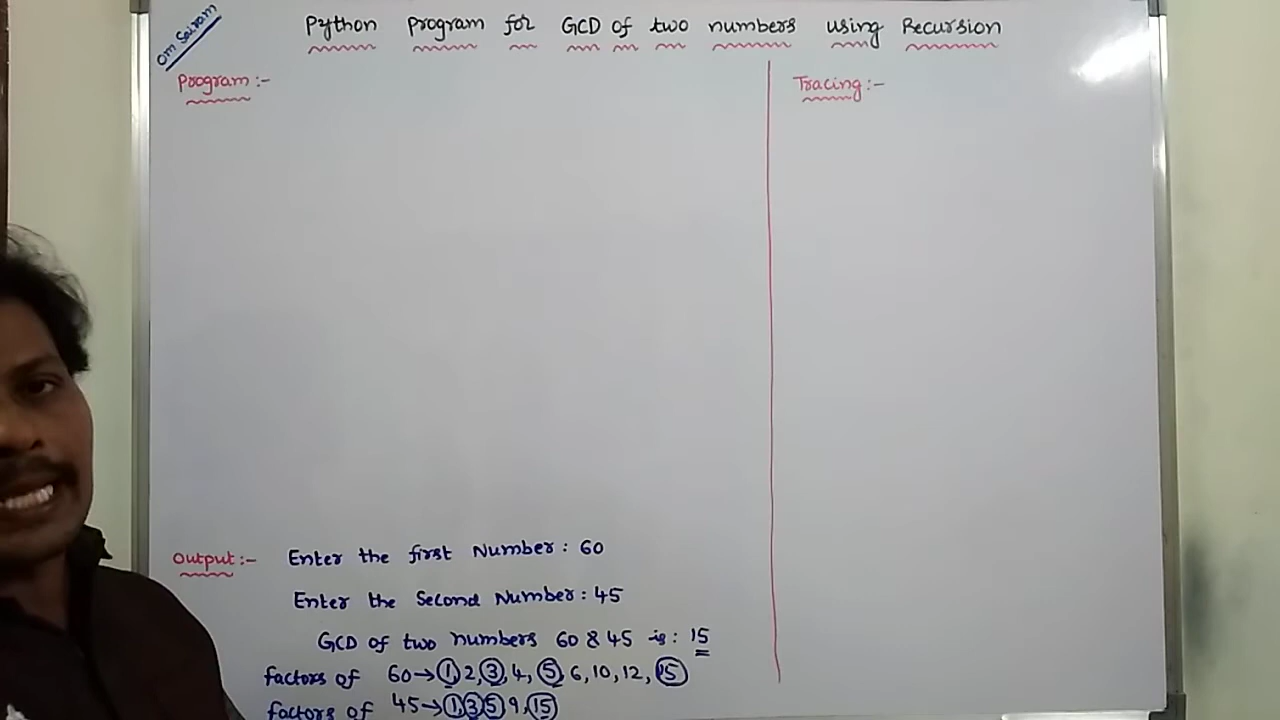 Om Sairam
Python Program for GCD of two numbers using Recursion
Program:-
Tracing:-
Output:- Enter the first Number: 60
Enter the Second Number: 45
GCD of two numbers 60 & 45 is: 15
factors of 60→1, 2, 3, 4, 5, 6, 10, 12, 15
factors of 45→1, 3, 5, 9, 15